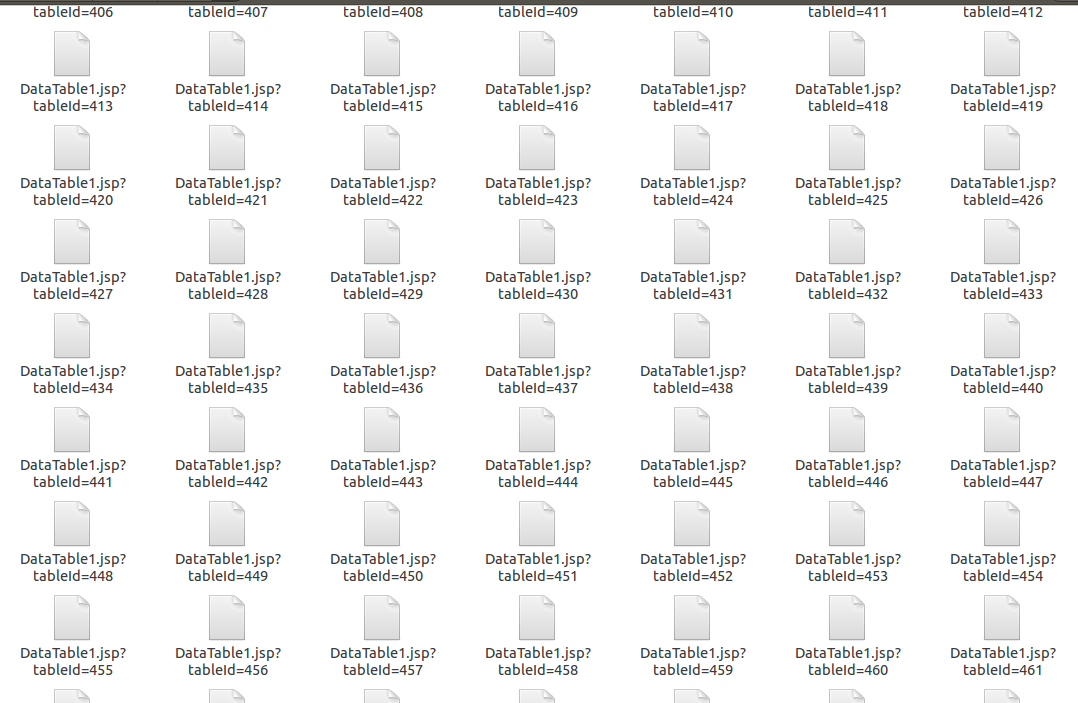 tableId=406 tableId=407 tableId=408 tableId=409 tableId=410 tableId=411 tableId=412
DataTable1.jsp? DataTable1.jsp? DataTable1.jsp? DataTable1.jsp? DataTable1.jsp? DataTable1.jsp? DataTable1.jsp?
tableId=413 tableId=414 tableId=415 tableId=416 tableId=417 tableId=418 tableId=419
DataTable1.jsp? DataTable1.jsp? DataTable1.jsp? DataTable1.jsp? DataTable1.jsp? DataTable1.jsp? DataTable1.jsp?
tableId=420 tableId=421 tableId=422 tableId=423 tableId=424 tableId=425 tableId=426
DataTable1.jsp? DataTable1.jsp? DataTable1.jsp? DataTable1.jsp? DataTable1.jsp? DataTable1.jsp? DataTable1.jsp?
tableId=427 tableId=428 tableId=429 tableId=430 tableId=431 tableId=432 tableId=433
DataTable1.jsp? DataTable1.jsp? DataTable1.jsp? DataTable1.jsp? DataTable1.jsp? DataTable1.jsp? DataTable1.jsp?
tableId=434 tableId=435 tableId=436 tableId=437 tableId=438 tableId=439 tableId=440
DataTable1.jsp? DataTable1.jsp? DataTable1.jsp? DataTable1.jsp? DataTable1.jsp? DataTable1.jsp? DataTable1.jsp?
tableId=441 tableId=442 tableId=443 tableId=444 tableId=445 tableId=446 tableId=447
DataTable1.jsp? DataTable1.jsp? DataTable1.jsp? DataTable1.jsp? DataTable1.jsp? DataTable1.jsp? DataTable1.jsp?
tableId=448 tableId=449 tableId=450 tableId=451 tableId=452 tableId=453 tableId=454
DataTable1.jsp? DataTable1.jsp? DataTable1.jsp? DataTable1.jsp? DataTable1.jsp? DataTable1.jsp? DataTable1.jsp?
tableId=455 tableId=456 tableId=457 tableId=458 tableId=459 tableId=460 tableId=461